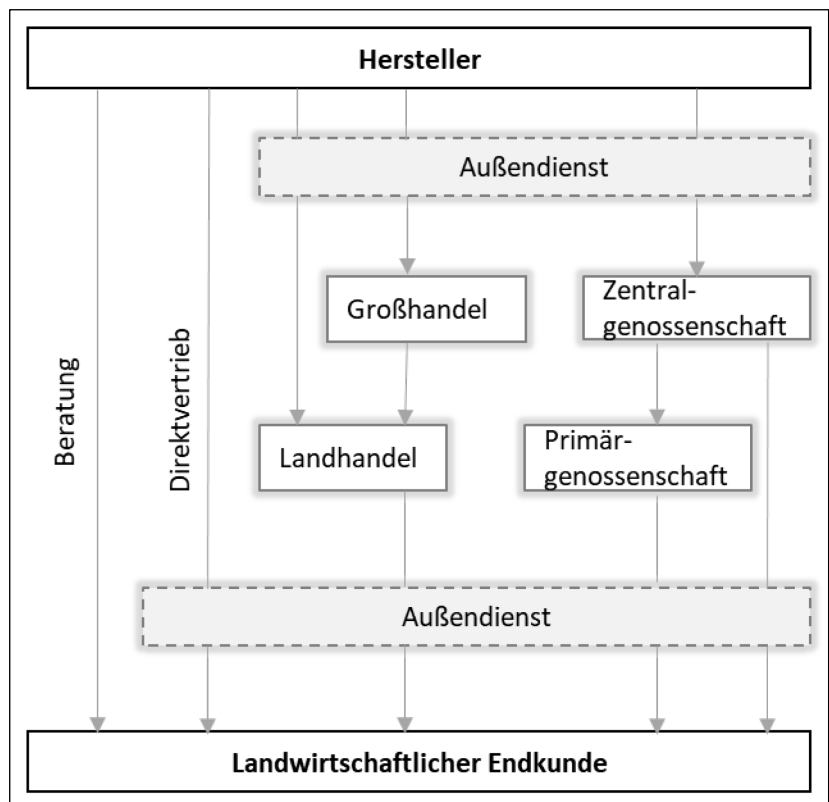 Hersteller
Außendienst
Großhandel
Zentral-
genossenschaft
Beratung
Direktvertrieb
Landhandel
Primär-
genossenschaft
Außendienst
Landwirtschaftlicher Endkunde